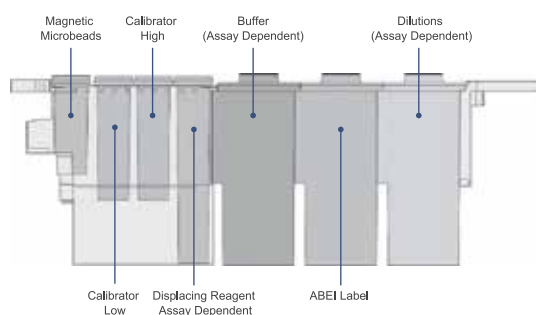 Magnetic
Microbeads
Calibrator
High
Buffer
(Assay Dependent)
Dilutions
(Assay Dependent)
Calibrator
Low
Displacing Reagent
Assay Dependent
ABEI Label